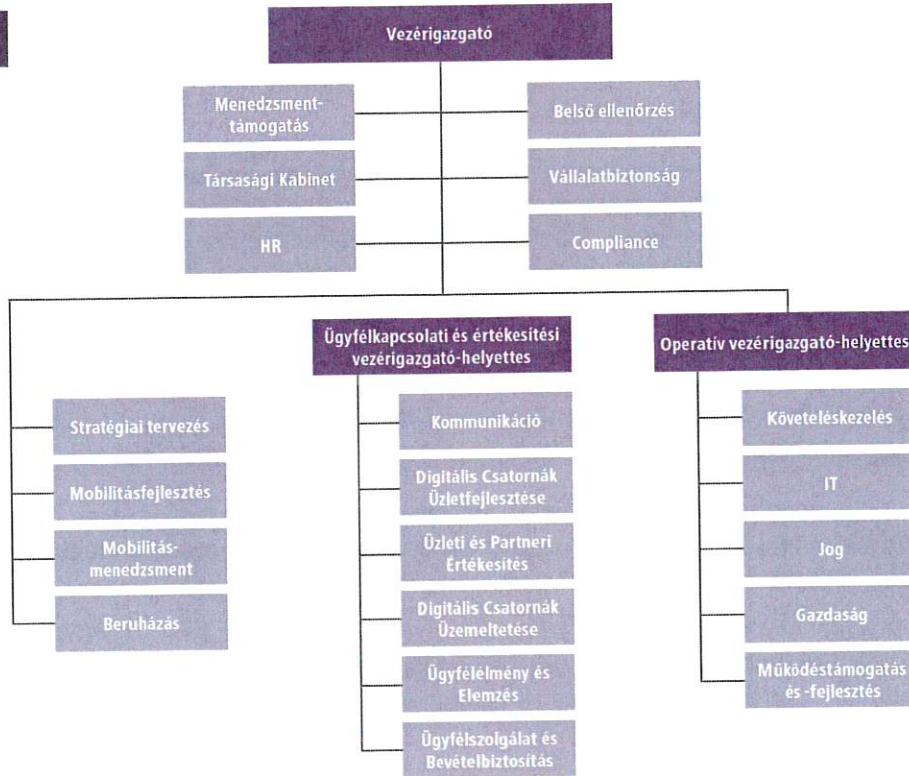 Vezérigazgató
Menedzsment-
támogatás
Belső ellenőrzés
Társasági Kabinet
Vállalatbiztonság
HR
Compliance
Ügyfélkapcsolati és értékesítési
vezérigazgató-helyettes
Operatív vezérigazgató-helyettes
Stratégiai tervezés
Mobilitásfejlesztés
Mobilitás-
menedzsment
Beruházás
Kommunikáció
Digitális Csatornák
Üzletfejlesztése
Üzleti és Partneri
Értékesítés
Digitális Csatornák
Üzemeltetése
Ügyfélélmény és
Elemzés
Ügyfélszolgálat és
Bevételbiztosítás
Követeléskezelés
IT
Jog
Gazdaság
Működéstámogatás
és -fejlesztés